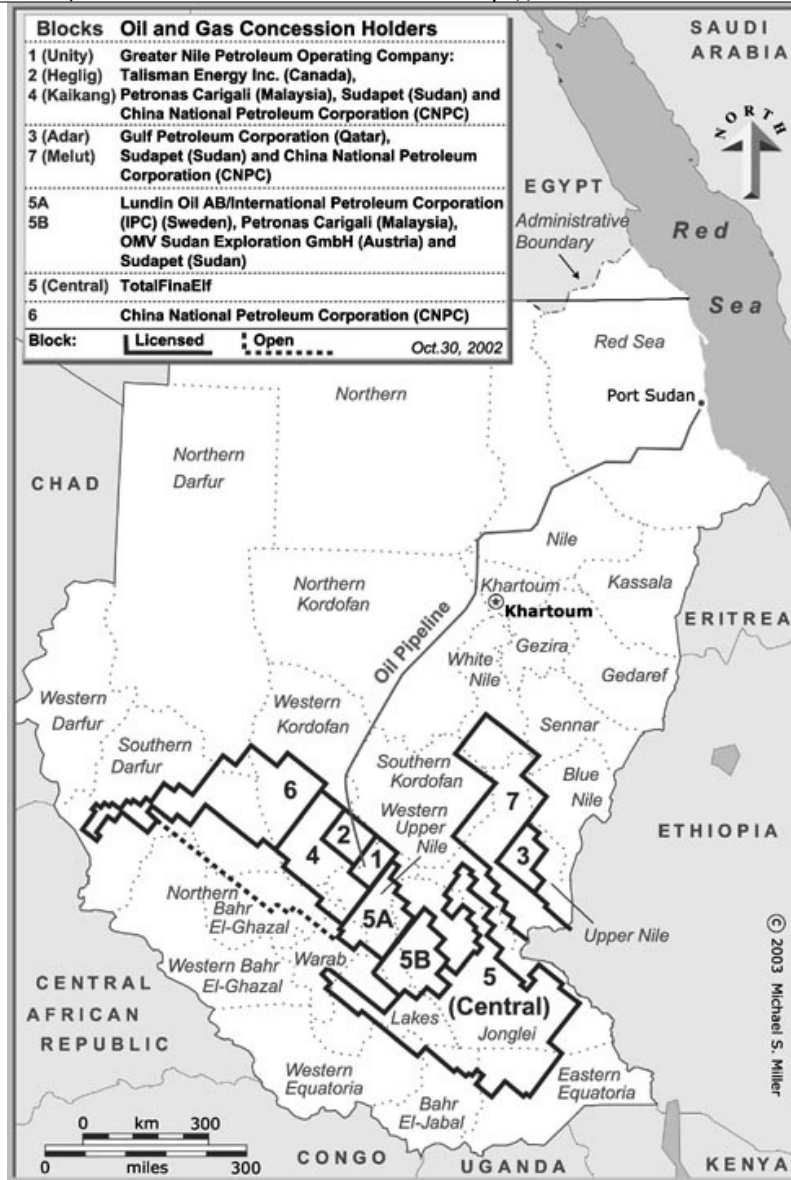 Blocks Oil and Gas Concession Holders
1 (Unity) Greater Nile Petroleum Operating Company:
2 (Heglig) Talisman Energy Inc. (Canada),
4 (Kaikang) Petronas Carigali (Malaysia), Sudapet (Sudan) and
China National Petroleum Corporation (CNPC)
3 (Adar) Gulf Petroleum Corporation (Qatar),
7 (Melut) Sudapet (Sudan) and China National Petroleum
Corporation (CNPC)
5A Lundin Oil AB/International Petroleum Corporation
5B (IPC) (Sweden), Petronas Carigali (Malaysia),
OMV Sudan Exploration GmbH (Austria) and
Sudapet (Sudan)
5 (Central) TotalFinaElf
6 China National Petroleum Corporation (CNPC)
Block: Licensed Open Oct.30, 2002
SAUDI
ARABIA
NORTH
EGYPT
Administrative
Boundary
Red
Sea
Red Sea
Port Sudan
Northern
Northern
Darfur
CHAD
Nile
Northern
Kordofan
Khartoum
Khartoum
Kassala
ERITREA
Oil Pipeline
Gezira
White
Nile
Gedaref
Western
Darfur
Western
Kordofan
Sennar
Southern
Darfur
Southern
Kordofan
Blue
Nile
6
7
Western
Upper
Nile
ETHIOPIA
2
4
1
3
Northern
Bahr
El-Ghazal
5A
Upper Nile
Western Bahr
El-Ghazal
Warab
5B
5
(Central)
CENTRAL
AFRICAN
REPUBLIC
Lakes
Jonglei
Western
Equatoria
Eastern
Equatoria
Bahr
El-Jabal
0 km 300
0 miles 300
CONGO
UGANDA
KENYA
© 2003 Michael S. Miller